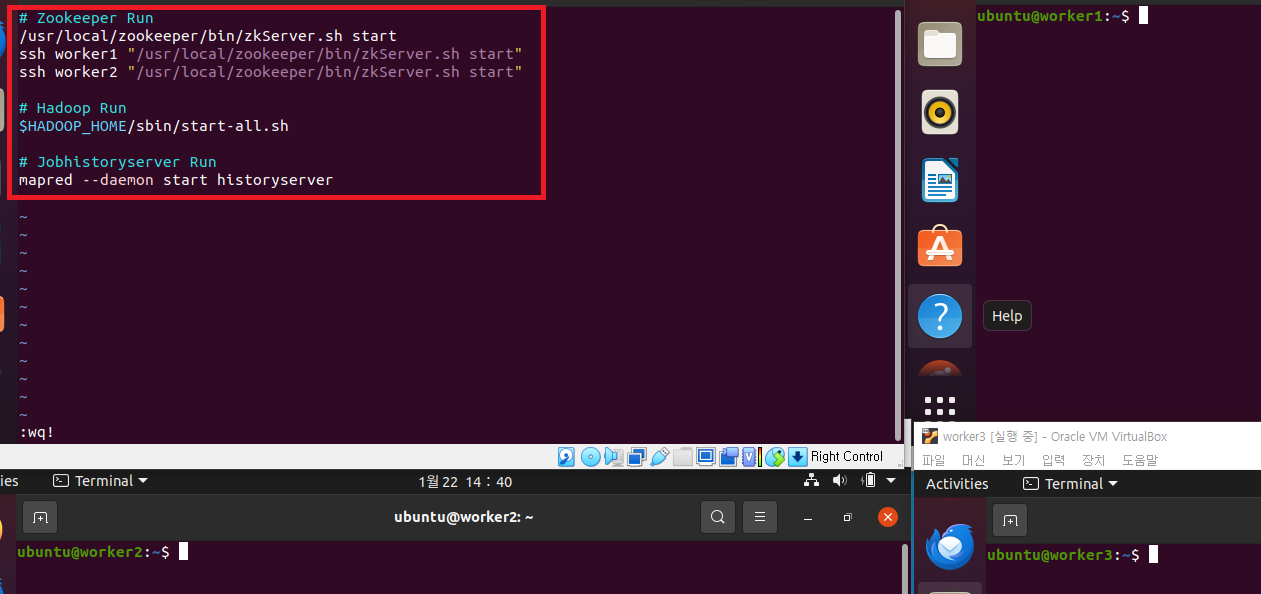 # Zookeeper Run
/usr/local/zookeeper/bin/zkServer.sh start
ssh worker1 "/usr/local/zookeeper/bin/zkServer.sh start"
ssh worker2 "/usr/local/zookeeper/bin/zkServer.sh start"
# Hadoop Run
$HADOOP_HOME/sbin/start-all.sh
# Jobhistoryserver Run
mapred --daemon start historyserver
~
~
~
~
~
~
~
~
~
~
~
~
:wq!
Right Control
ubuntu@worker1:~$
Help
ies
Terminal
1월 22 14 : 40
ubuntu@worker2: ~
ubuntu@worker2:~$
worker3 [실행 중] - Oracle VM VirtualBox
파일 머신 보기 입력 장치 도움말
Activities
Terminal
ubuntu@worker3:~$